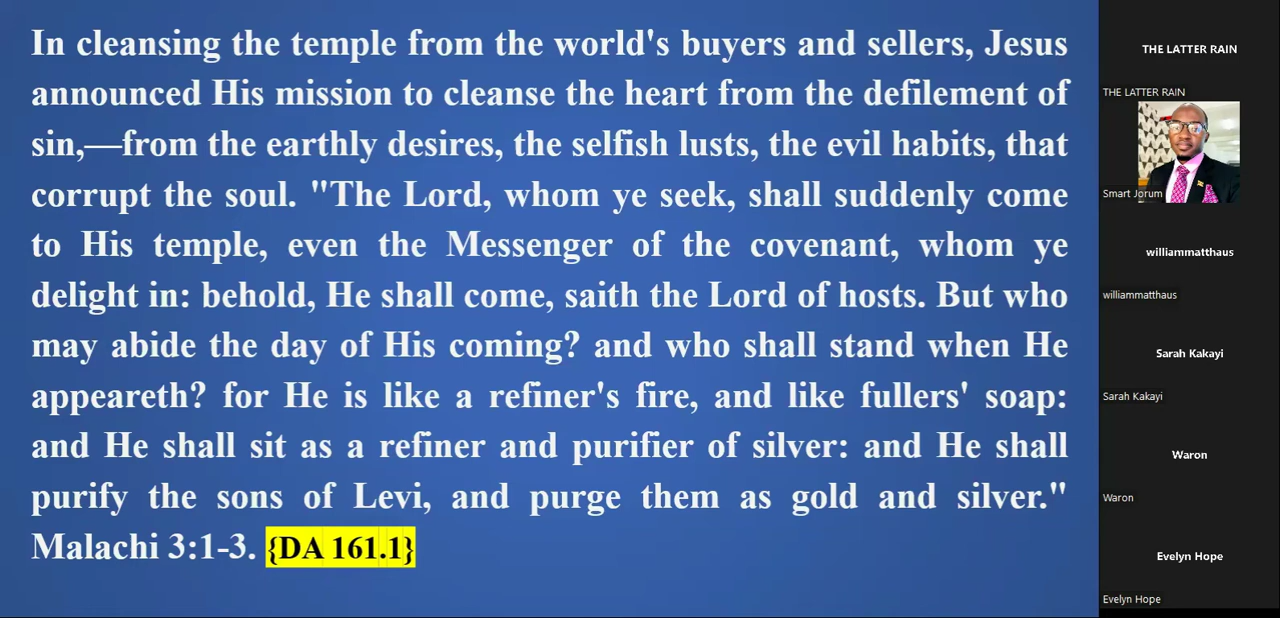 In cleansing the temple from the world's buyers and sellers, Jesus
announced His mission to cleanse the heart from the defilement of
sin,—from the earthly desires, the selfish lusts, the evil habits, that
corrupt the soul. "The Lord, whom ye seek, shall suddenly come
to His temple, even the Messenger of the covenant, whom ye
delight in: behold, He shall come, saith the Lord of hosts. But who
may abide the day of His coming? and who shall stand when He
appeareth? for He is like a refiner's fire, and like fullers' soap:
and He shall sit as a refiner and purifier of silver: and He shall
purify the sons of Levi, and purge them as gold and silver."
Malachi 3:1-3. {DA 161.1}
THE LATTER RAIN
THE LATTER RAIN
Smart Jorum
williammatthaus
williammatthaus
Sarah Kakayi
Sarah Kakayi
Waron
Waron
Evelyn Hope
Evelyn Hope